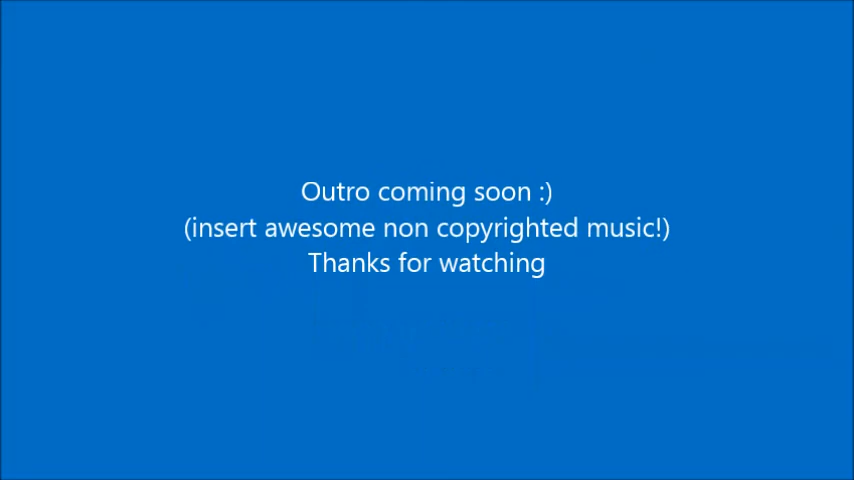 Outro coming soon :)
(insert awesome non copyrighted music!)
Thanks for watching